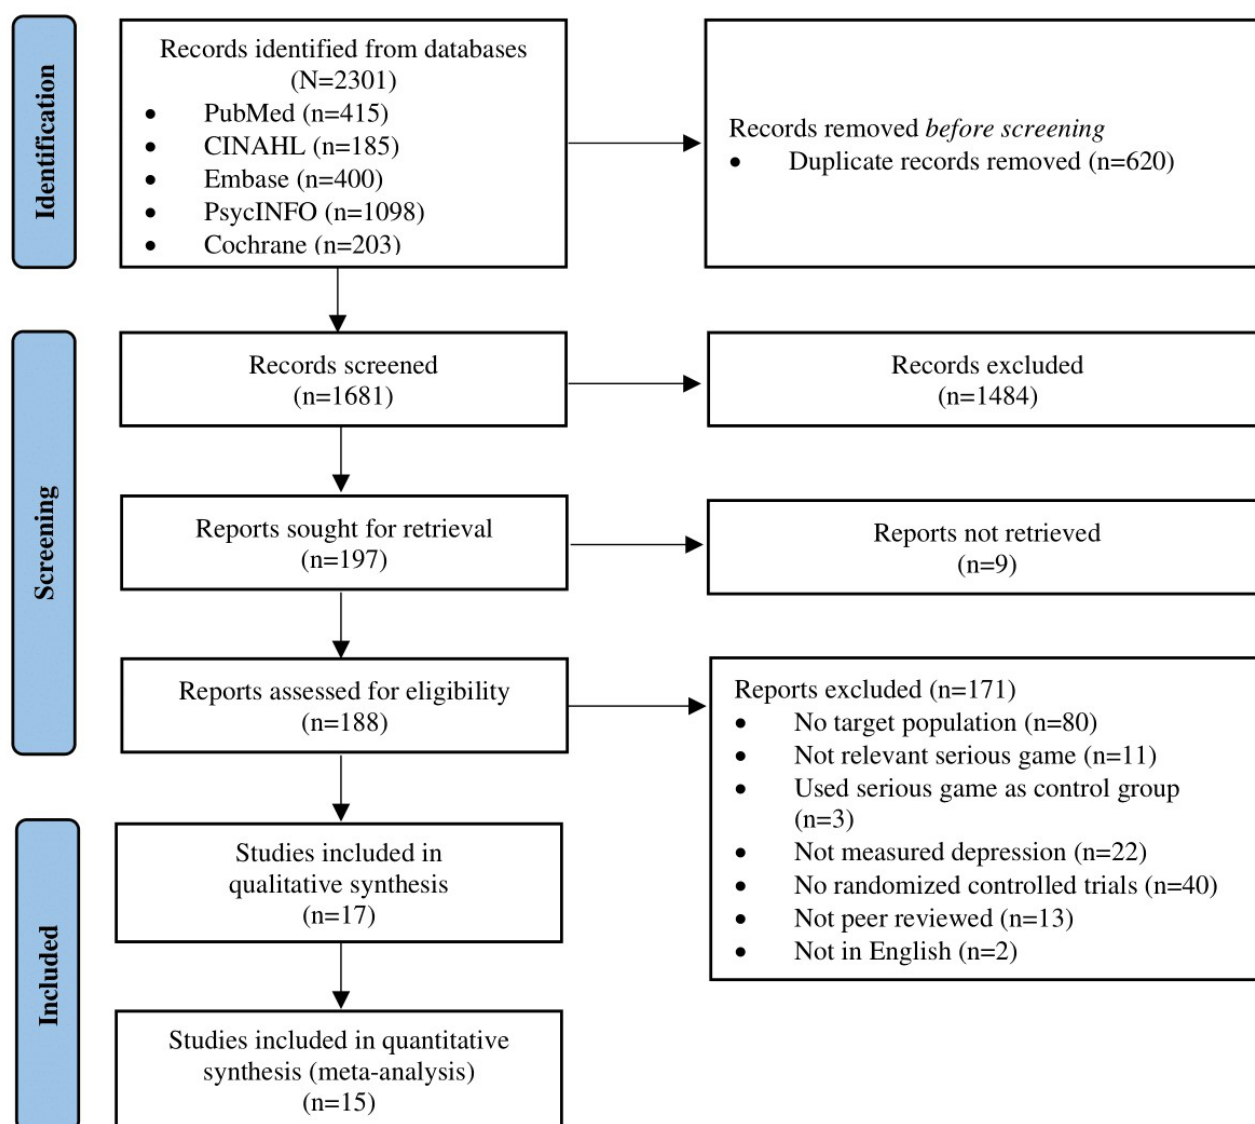 Identification
Records identified from databases
(N=2301)
• PubMed (n=415)
• CINAHL (n=185)
• Embase (n=400)
• PsycINFO (n=1098)
• Cochrane (n=203)
Records removed before screening
• Duplicate records removed (n=620)
Screening
Records screened
(n=1681)
Records excluded
(n=1484)
Reports sought for retrieval
(n=197)
Reports not retrieved
(n=9)
Reports assessed for eligibility
(n=188)
Reports excluded (n=171)
• No target population (n=80)
• Not relevant serious game (n=11)
• Used serious game as control group
(n=3)
• Not measured depression (n=22)
• No randomized controlled trials (n=40)
• Not peer reviewed (n=13)
• Not in English (n=2)
Included
Studies included in
qualitative synthesis
(n=17)
Studies included in quantitative
synthesis (meta-analysis)
(n=15)